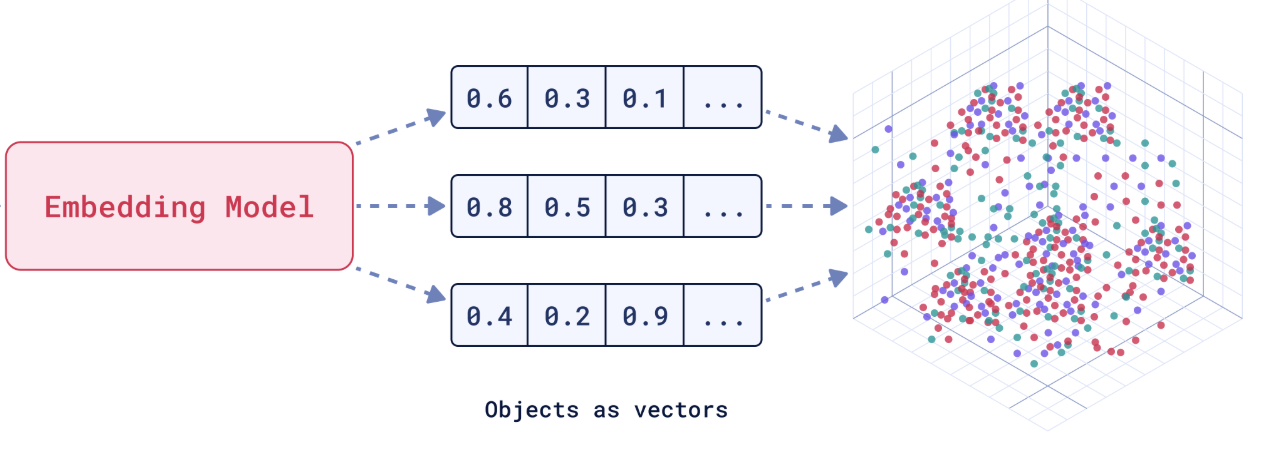 0.6 0.3 0.1 ...
Embedding Model
0.8 0.5 0.3 ...
0.4 0.2 0.9 ...
Objects as vectors